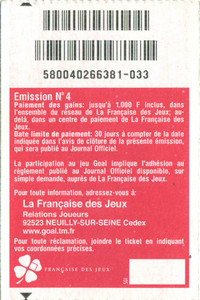 580040266381-033
Emission N°4
Paiement des gains: jusqu'à 1.000 F inclus, dans
l'ensemble du réseau de La Française des Jeux; au-
delà, dans un centre de paiement de La Française des
Jeux.
Date limite de paiement: 30 jours à compter de la date
indiquée dans l'avis de clôture de la présente émission,
qui sera publié au Journal Officiel.
La participation au jeu Goal implique l'adhésion au
règlement publié au Journal Officiel disponible, sur
simple demande, auprès de La Française des Jeux.
Pour toute information, adressez-vous à:
La Française des Jeux
Relations Joueurs
92523 NEUILLY-SUR-SEINE Cedex
www.goal.tm.fr
Pour toute réclamation, joindre le ticket en indiquant
vos coordonnées précises.
FRANÇAISE DES JEUX